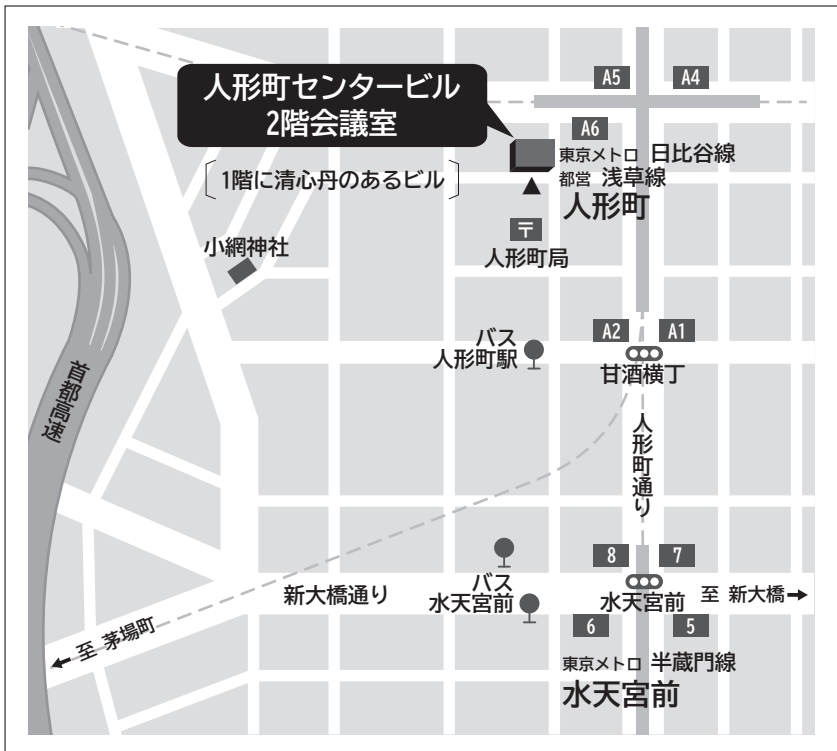 人形町センタービル
2階会議室
1階に清心丹のあるビル
A5
A4
A6
東京メトロ 日比谷線
都営 浅草線
人形町
〒
人形町局
小網神社
バス
人形町駅
A2
A1
甘酒横丁
首都高速
人形町通り
8
7
バス
水天宮前
新大橋通り
水天宮前
至 新大橋
至 茅場町
6
5
東京メトロ 半蔵門線
水天宮前